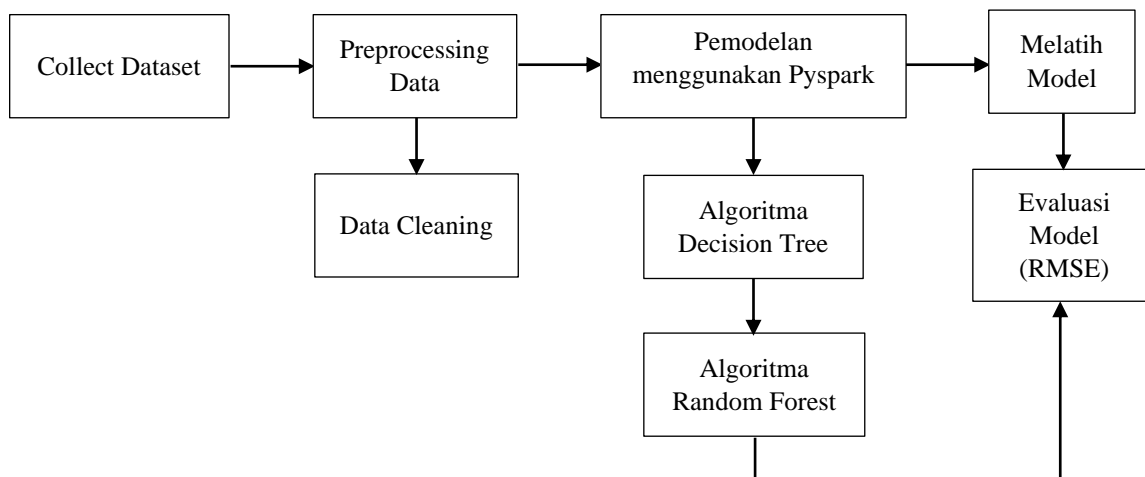 Collect Dataset
Preprocessing
Data
Pemodelan
menggunakan Pyspark
Melatih
Model
Data Cleaning
Algoritma
Decision Tree
Evaluasi
Model
(RMSE)
Algoritma
Random Forest